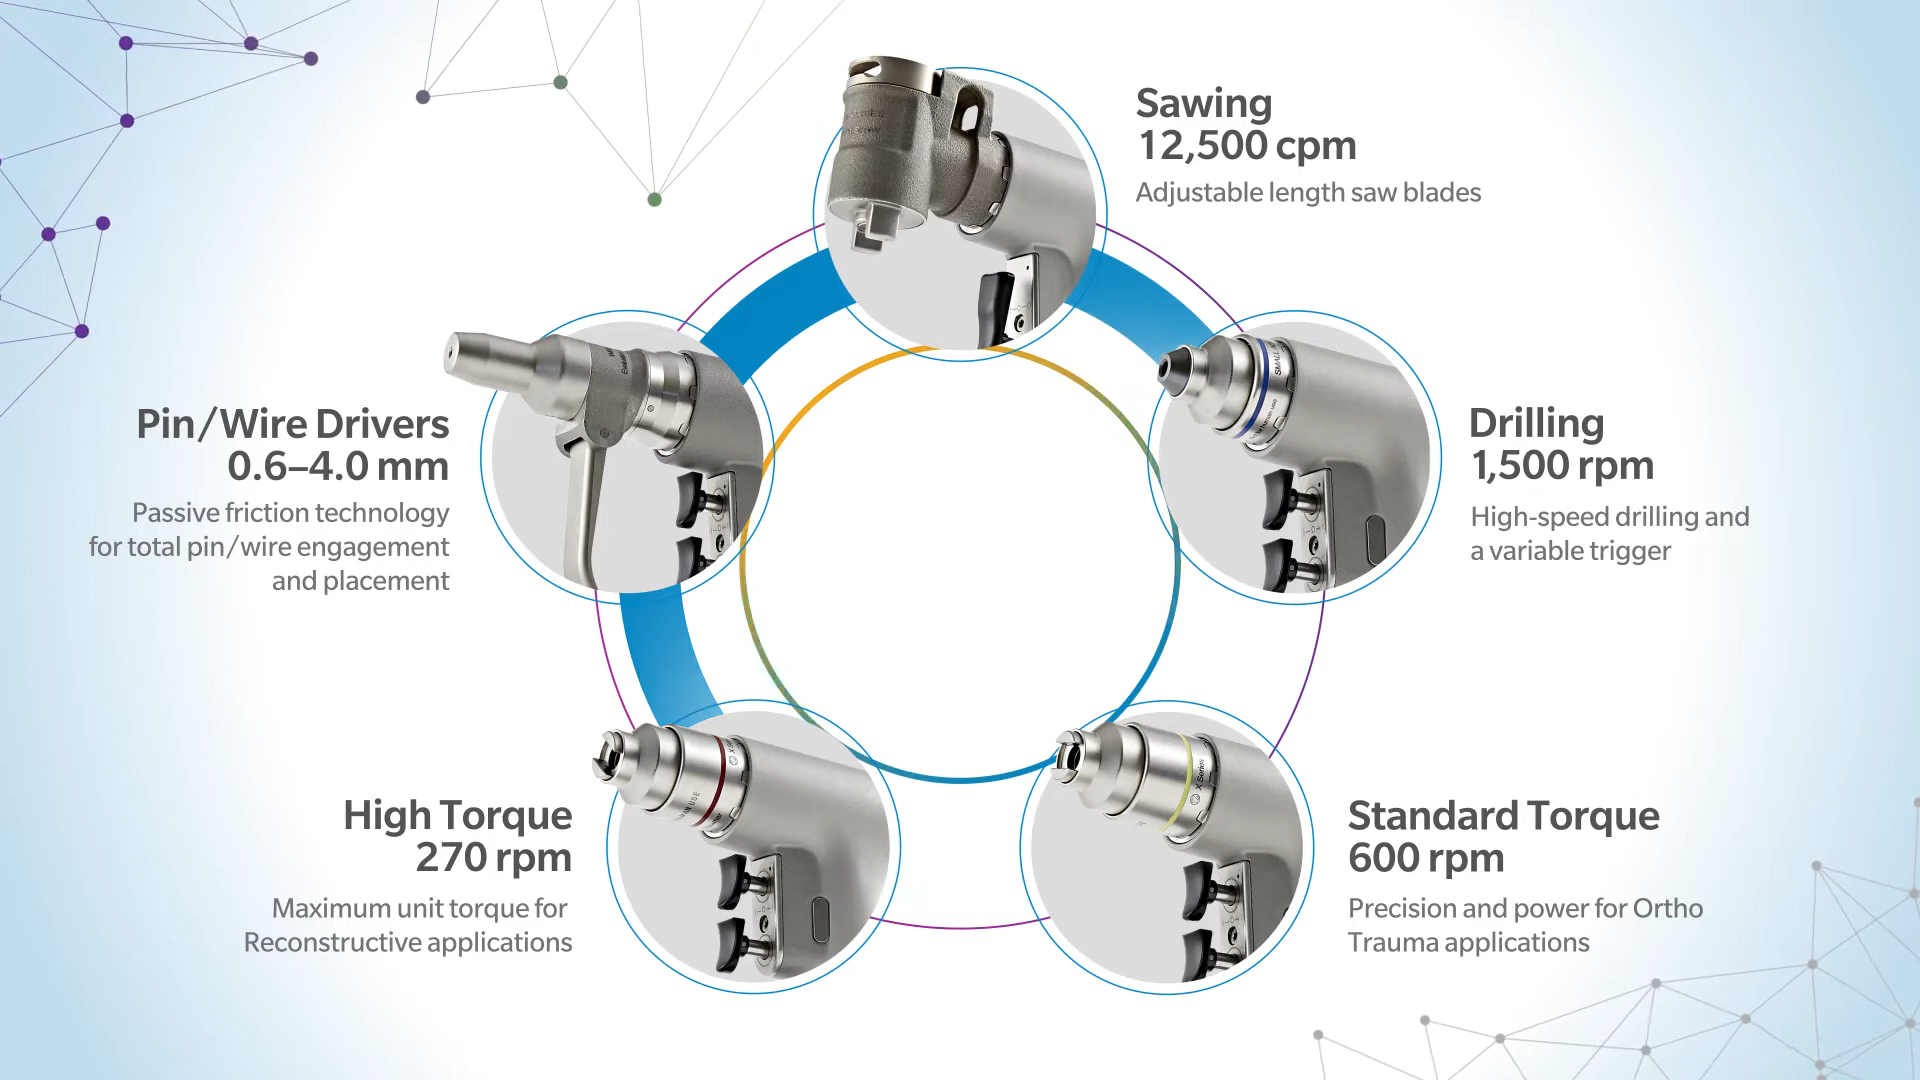 Sawing
12,500 cpm
Adjustable length saw blades
Pin/Wire Drivers
0.6–4.0 mm
Passive friction technology
for total pin/wire engagement
and placement
Drilling
1,500 rpm
High-speed drilling and
a variable trigger
High Torque
270 rpm
Maximum unit torque for
Reconstructive applications
Standard Torque
600 rpm
Precision and power for Ortho
Trauma applications
SMALL
USE
X Series